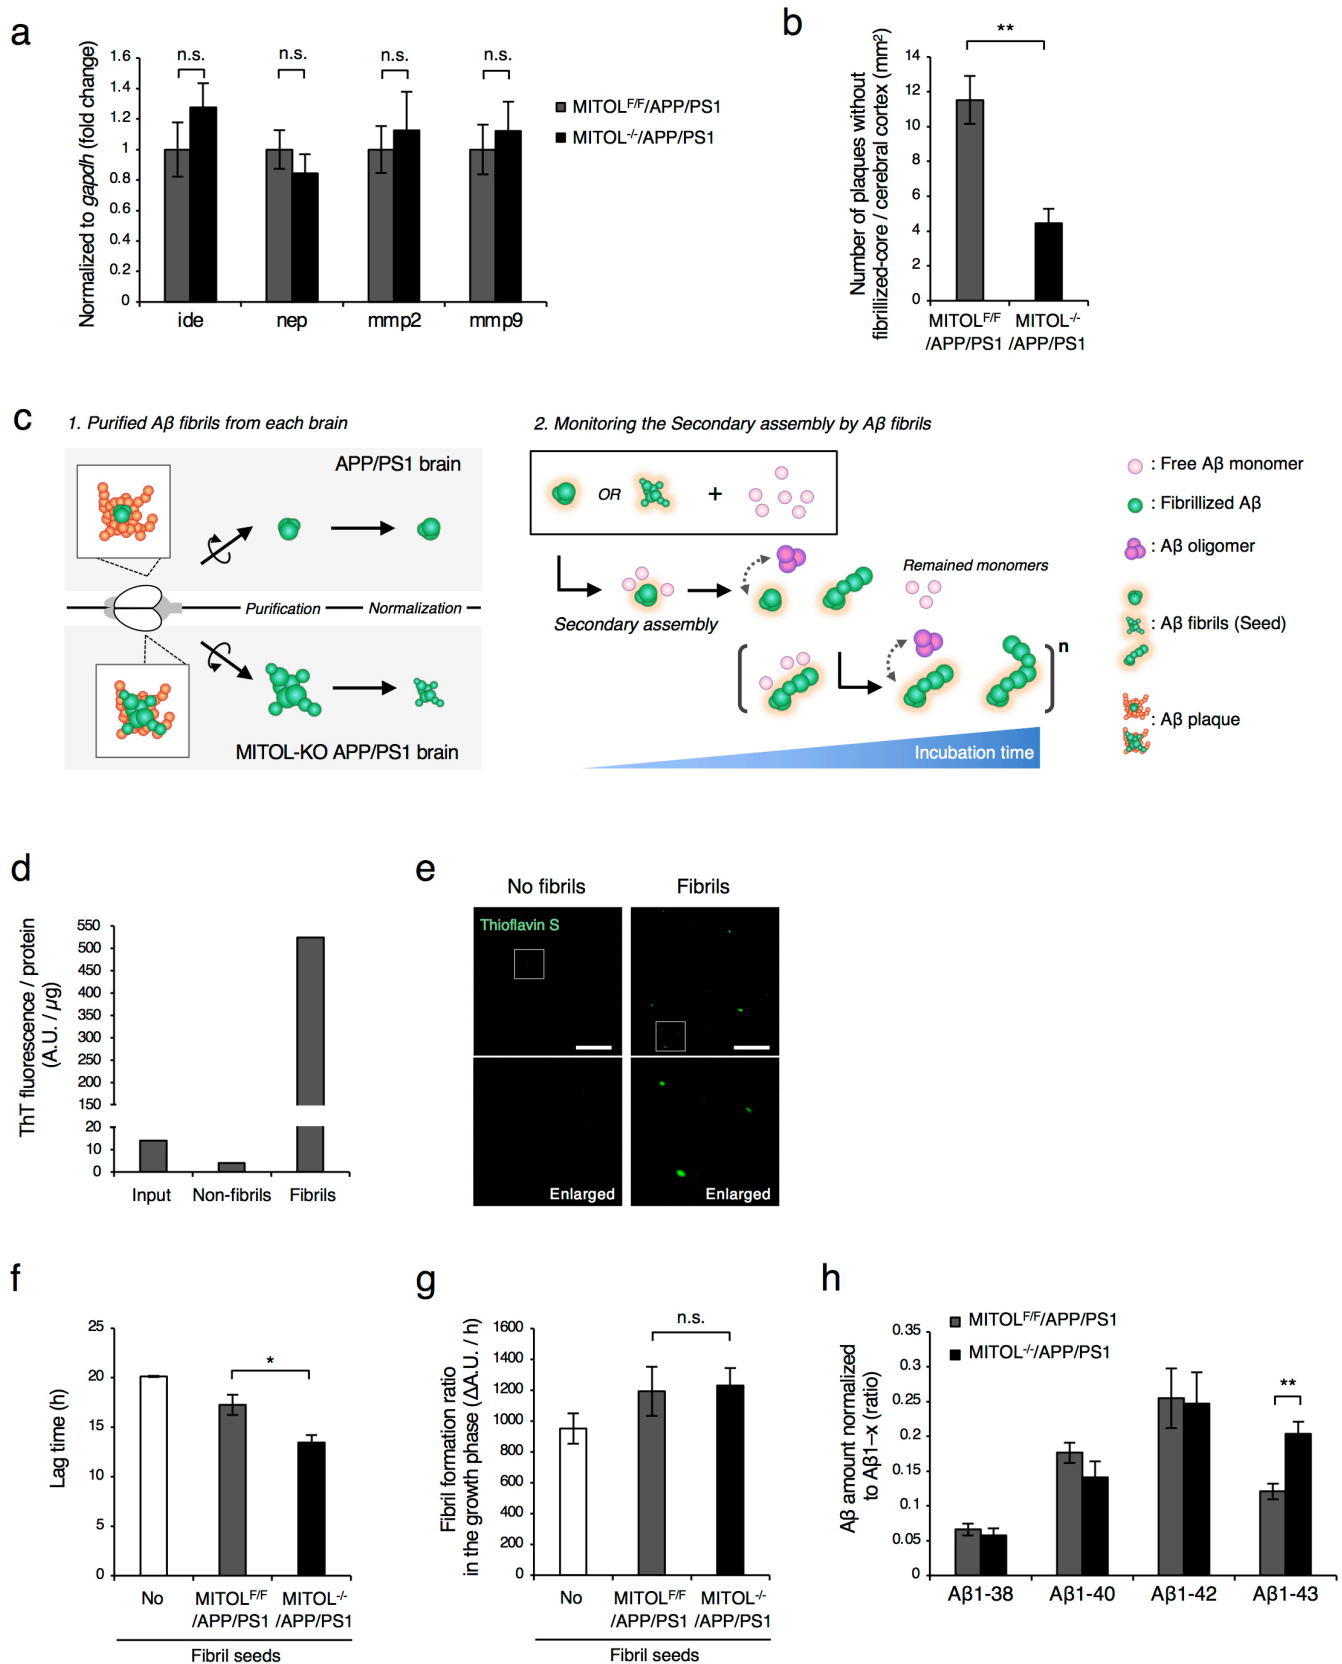 a
Normalized to gapdh (fold change)
1.6
1.4
1.2
1
0.8
0.6
0.4
0.2
0
n.s.
n.s.
n.s.
n.s.
ide
nep
mmp2
mmp9
MITOLF/F/APP/PS1
MITOL-/-/APP/PS1
b
Number of plaques without
fibrillized-core / cerebral cortex (mm2)
14
12
10
8
6
4
2
0
**
MITOLF/F
/APP/PS1
MITOL-/-
/APP/PS1
c
1. Purified Aβ fibrils from each brain
APP/PS1 brain
Purification
Normalization
MITOL-KO APP/PS1 brain
2. Monitoring the Secondary assembly by Aβ fibrils
OR
+
Secondary assembly
Remained monomers
n
Incubation time
: Free Aβ monomer
: Fibrillized Aβ
: Aβ oligomer
: Aβ fibrils (Seed)
: Aβ plaque
d
ThT fluorescence / protein
(A.U. / µg)
550
500
450
400
350
300
250
200
150
20
10
0
Input
Non-fibrils
Fibrils
e
No fibrils
Fibrils
Thioflavin S
Enlarged
Enlarged
f
Lag time (h)
25
20
15
10
5
0
*
No
MITOLF/F
/APP/PS1
MITOL-/-
/APP/PS1
Fibril seeds
g
Fibril formation ratio
in the growth phase (ΔA.U. / h)
1600
1400
1200
1000
800
600
400
200
0
n.s.
No
MITOLF/F
/APP/PS1
MITOL-/-
/APP/PS1
Fibril seeds
h
MITOLF/F/APP/PS1
MITOL-/-/APP/PS1
Aβ amount normalized
to Aβ1–x (ratio)
0.35
0.3
0.25
0.2
0.15
0.1
0.05
0
**
Aβ1-38
Aβ1-40
Aβ1-42
Aβ1-43